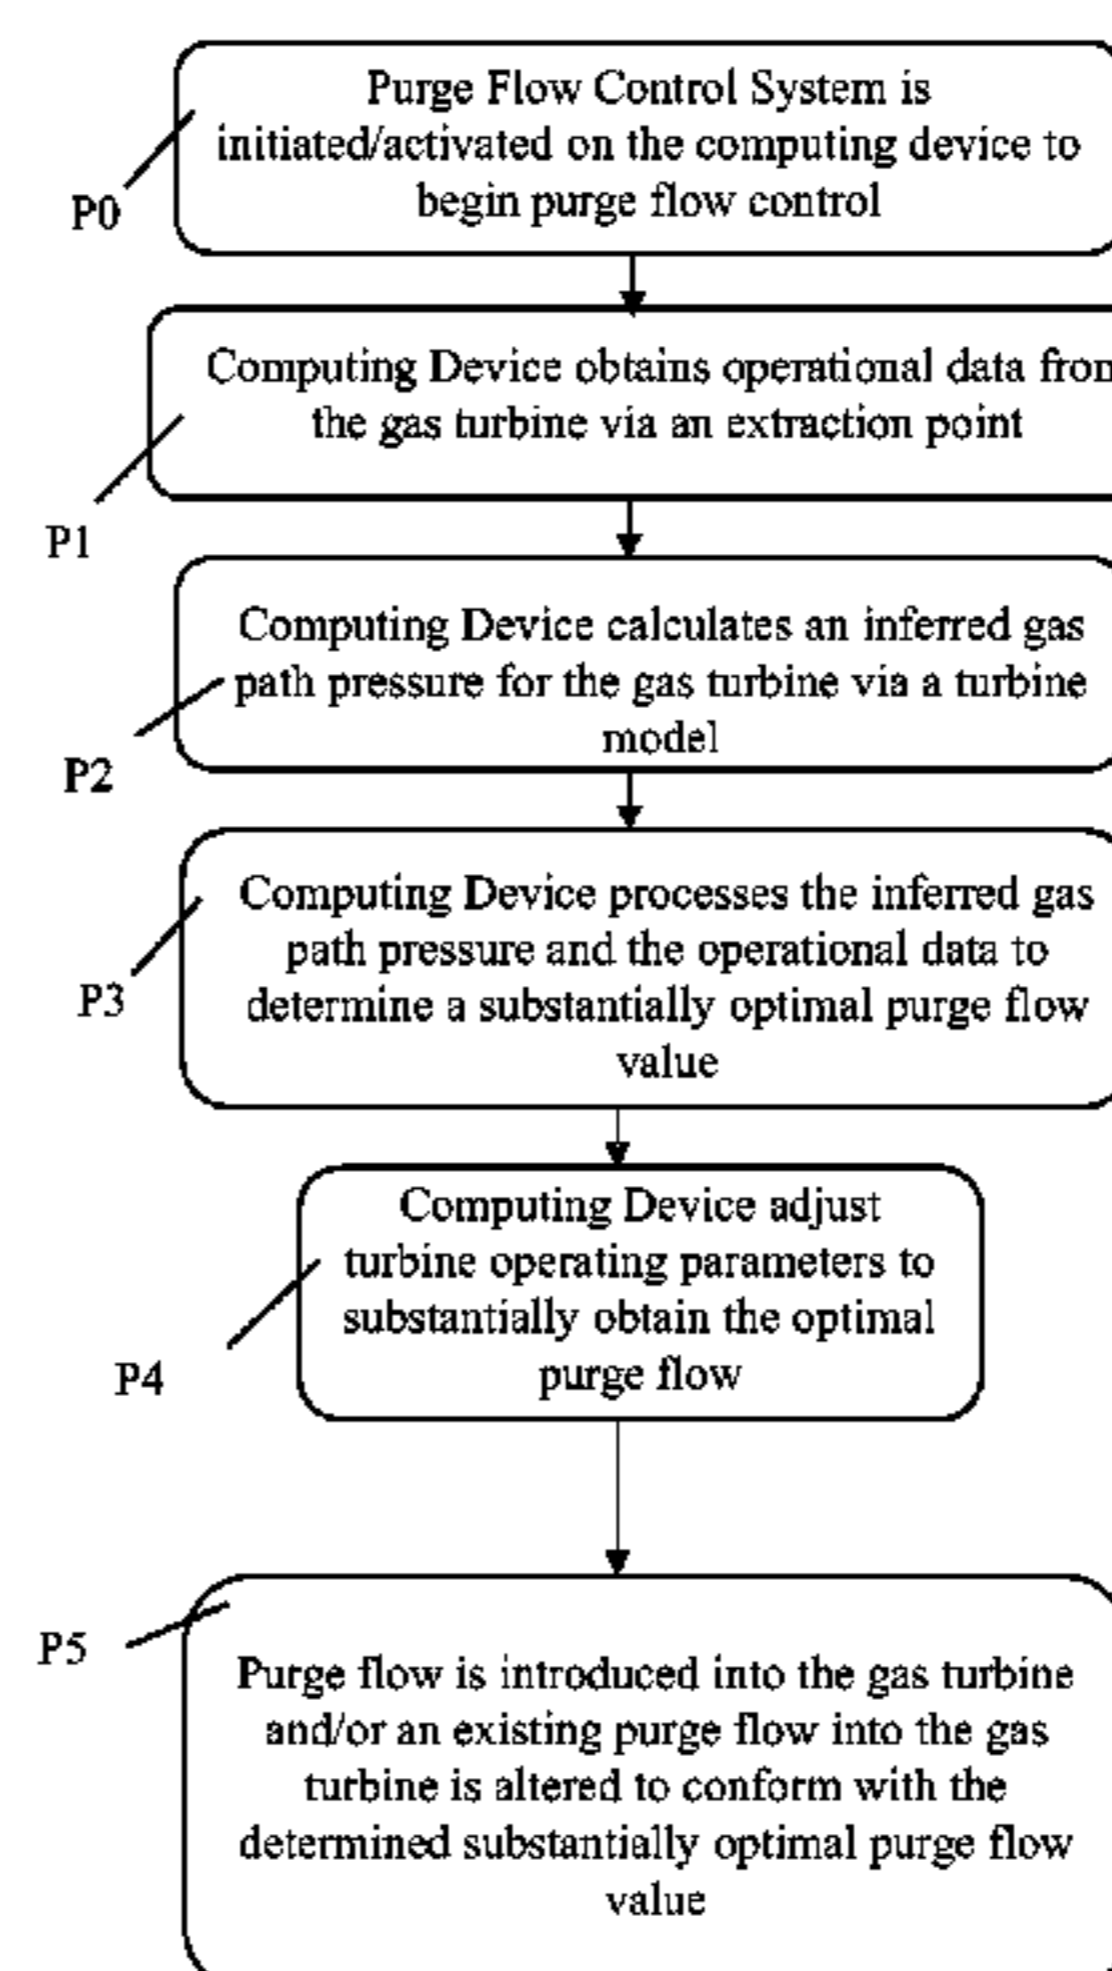 Purge Flow Control System is
initiated/activated on the computing device to
begin purge flow control
P0
Computing Device obtains operational data from
the gas turbine via an extraction point
P1
Computing Device calculates an inferred gas
path pressure for the gas turbine via a turbine
model
P2
Computing Device processes the inferred gas
path pressure and the operational data to
determine a substantially optimal purge flow
value
P3
Computing Device adjust
turbine operating parameters to
substantially obtain the optimal
purge flow
P4
P5
Purge flow is introduced into the gas turbine
and/or an existing purge flow into the gas
turbine is altered to conform with the
determined substantially optimal purge flow
value